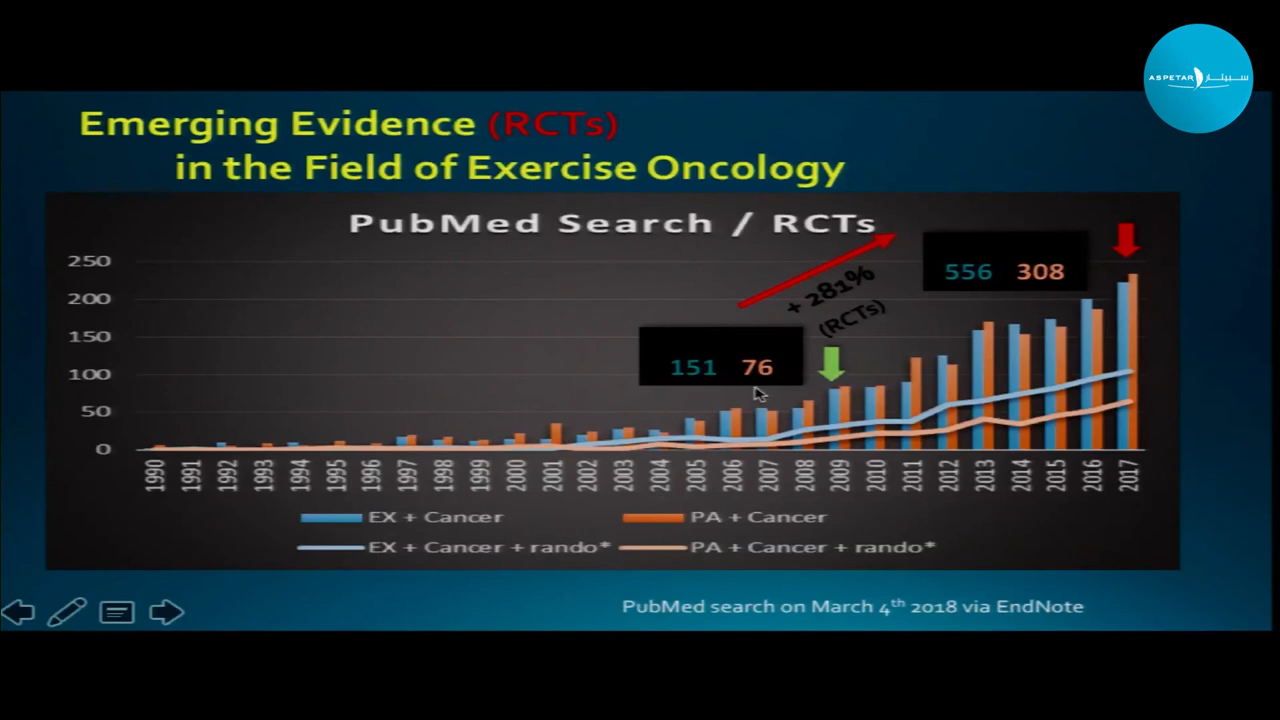 ASPETAR سبيتار
Emerging Evidence (RCTs)
in the Field of Exercise Oncology
PubMed Search / RCTs
250
200
150
100
50
0
151 76
+ 281%
(RCTs)
556 308
1990 1991 1992 1993 1994 1995 1996 1997 1998 1999 2000 2001 2002 2003 2004 2005 2006 2007 2008 2009 2010 2011 2012 2013 2014 2015 2016 2017
EX + Cancer PA + Cancer
EX + Cancer + rando* PA + Cancer + rando*
PubMed search on March 4th 2018 via EndNote